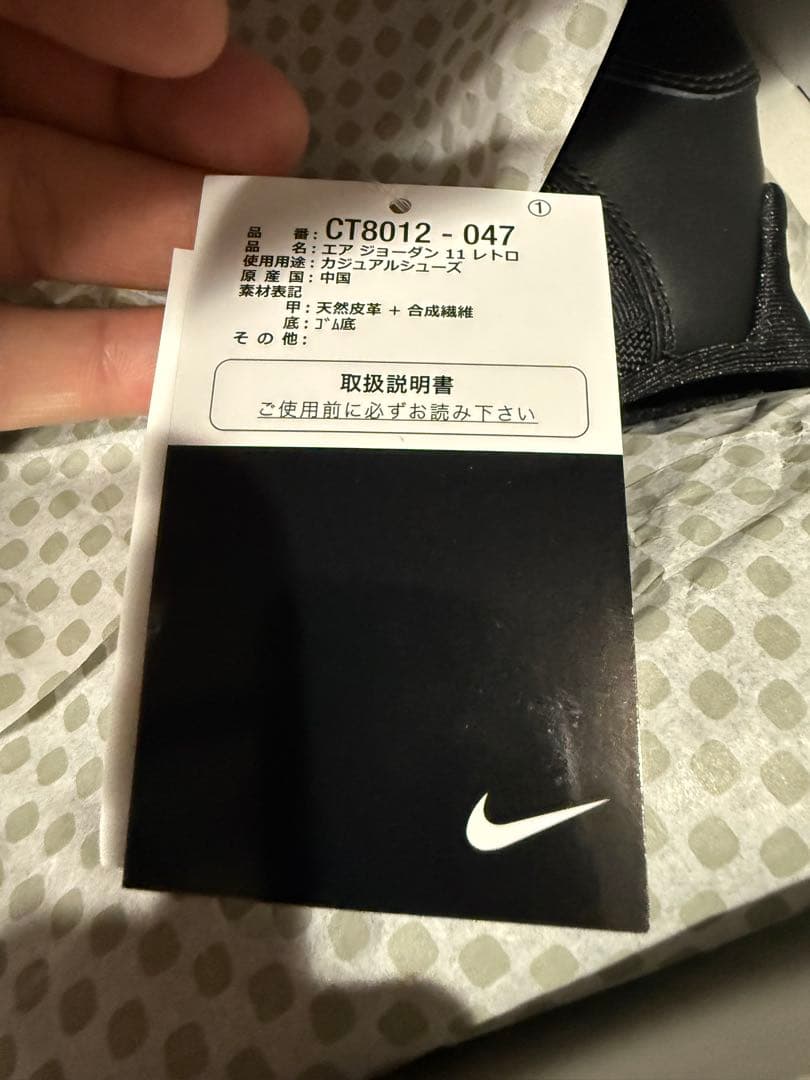 ①
品番：CT8012 - 047
品名：エア ジョーダン 11 レトロ
使用用途：カジュアルシューズ
原産国：中国
素材表記
甲：天然皮革 + 合成繊維
底：ゴム底
その他：
取扱説明書
ご使用前に必ずお読み下さい